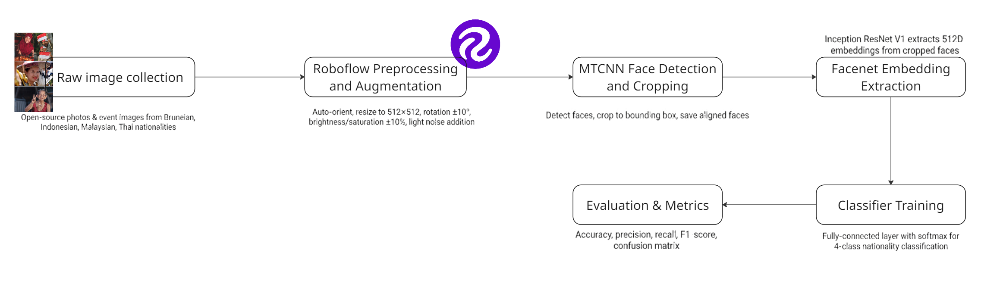 Raw image collection
Open-source photos & event images from Bruneian,
Indonesian, Malaysian, Thai nationalities
Roboflow Preprocessing
and Augmentation
Auto-orient, resize to 512×512, rotation ±10°,
brightness/saturation ±10%, light noise addition
MTCNN Face Detection
and Cropping
Detect faces, crop to bounding box, save aligned faces
Inception ResNet V1 extracts 512D
embeddings from cropped faces
Facenet Embedding
Extraction
Classifier Training
Fully-connected layer with softmax for
4-class nationality classification
Evaluation & Metrics
Accuracy, precision, recall, F1 score,
confusion matrix